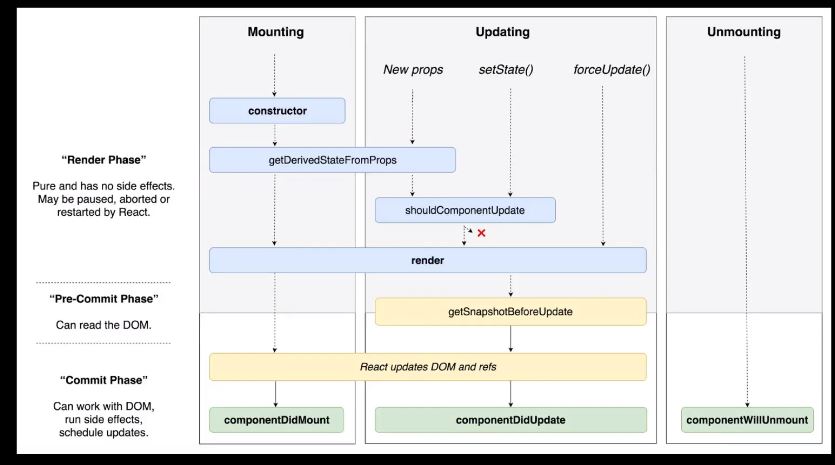 Mounting
Updating
Unmounting
New props
setState()
forceUpdate()
constructor
“Render Phase”
Pure and has no side effects.
May be paused, aborted or
restarted by React.
getDerivedStateFromProps
shouldComponentUpdate
render
“Pre-Commit Phase”
Can read the DOM.
getSnapshotBeforeUpdate
React updates DOM and refs
“Commit Phase”
Can work with DOM,
run side effects,
schedule updates.
componentDidMount
componentDidUpdate
componentWillUnmount